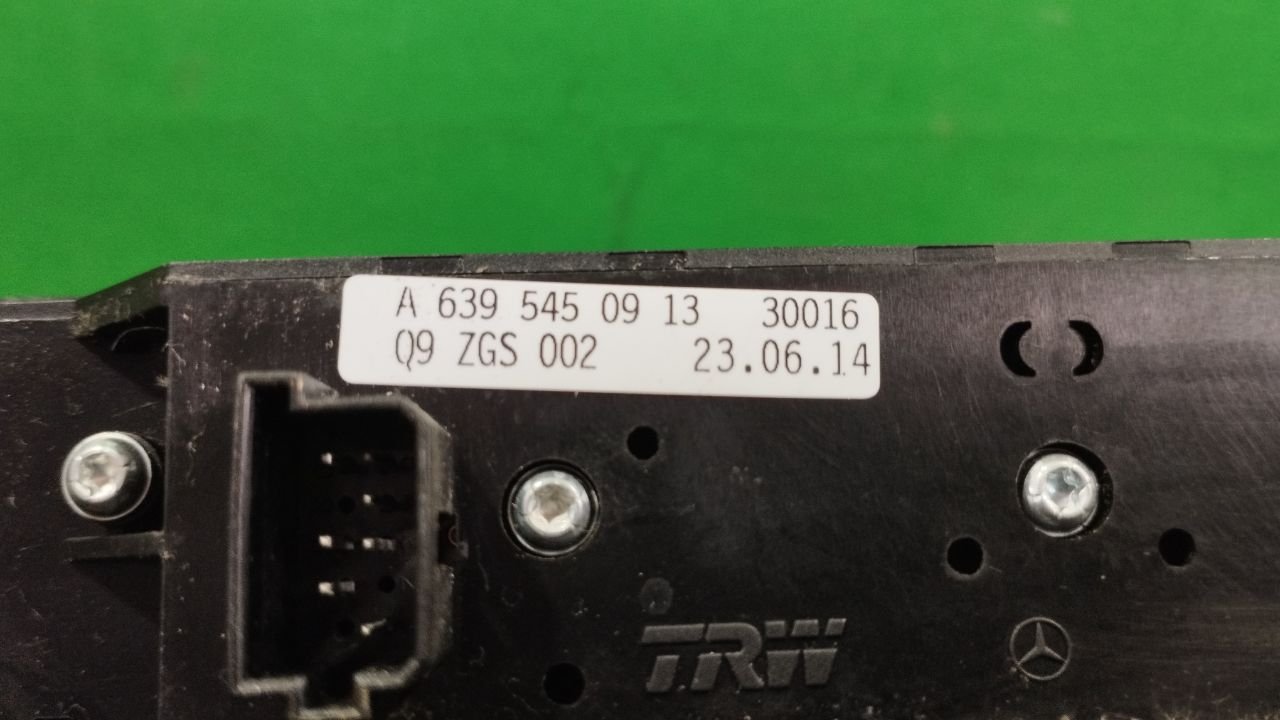 A 639 545 09 13 30016
Q9 ZGS 002 23.06.14
TRW